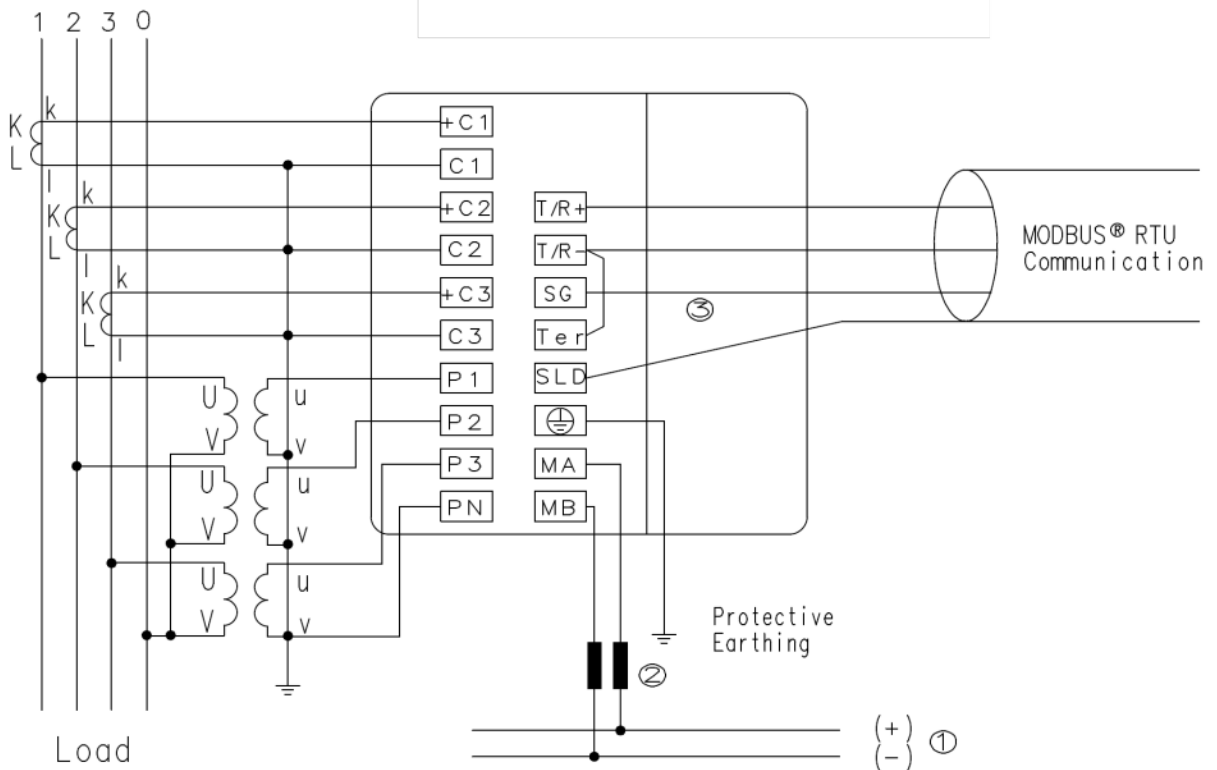 1 2 3 0
K k
L
l
K k
L
l
K k
L
l
U u
V v
U u
V v
U u
V v
+C1
C1
+C2
C2
+C3
C3
P1
P2
P3
PN
T/R+
T/R-
SG
Ter
SLD
MA
MB
③
MODBUS® RTU
Communication
Protective
Earthing
②
(+)
(-)
①
Load